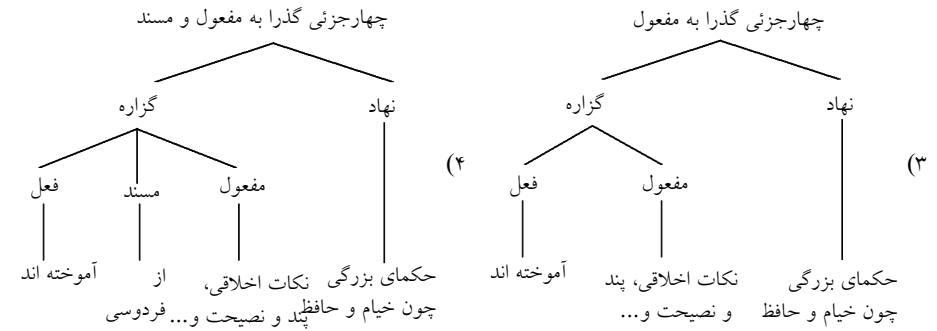 چهارجزئی گذرا به مفعول
نهاد
گزاره
مفعول
فعل
حکمای بزرگی
چون خیام و حافظ
نکات اخلاقی، پند
و نصیحت و...
آموخته اند
۳)
چهارجزئی گذرا به مفعول و مسند
نهاد
گزاره
مفعول
مسند
فعل
حکمای بزرگی
چون خیام و حافظ
نکات اخلاقی،
پند و نصیحت و...
از
فردوسی
آموخته اند
۴)